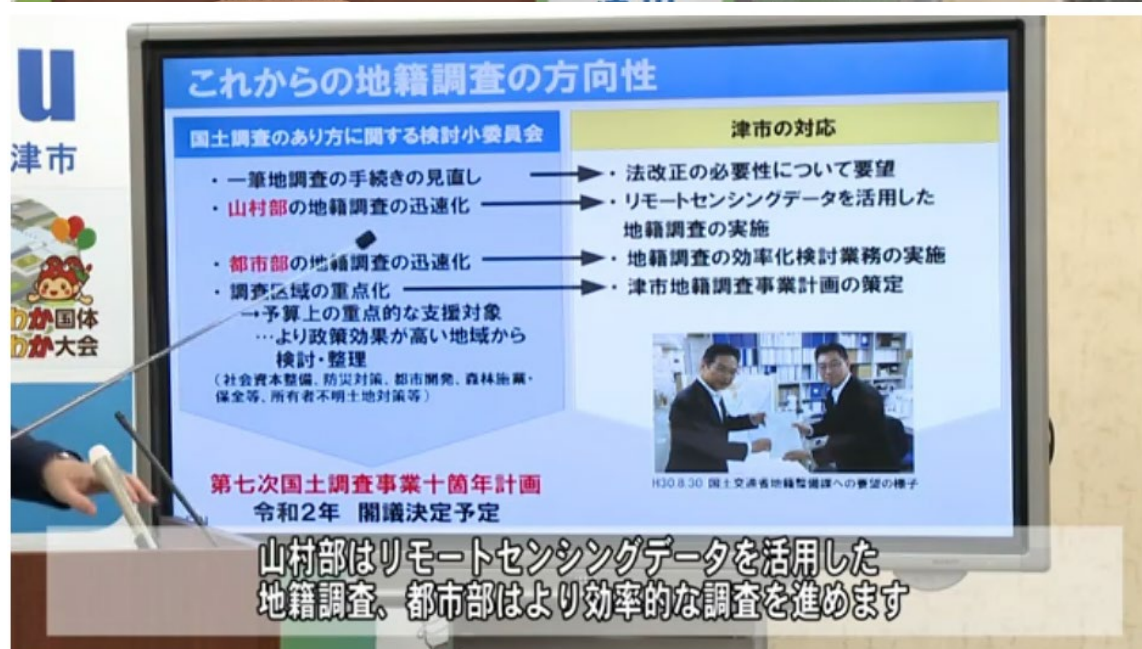 u
津市
わか国体
わか大会
これからの地籍調査の方向性
国土調査のあり方に関する検討小委員会
・一筆地調査の手続きの見直し
・山村部の地籍調査の迅速化
・都市部の地籍調査の迅速化
・調査区域の重点化
→予算上の重点的な支援対象
…より政策効果が高い地域から
検討・整理
(社会資本整備、防災対策、都市開発、森林施業・
保全等、所有者不明土地対策等)
第七次国土調査事業十箇年計画
令和2年 閣議決定予定
津市の対応
・法改正の必要性について要望
・リモートセンシングデータを活用した
地籍調査の実施
・地籍調査の効率化検討業務の実施
・津市地籍調査事業計画の策定
H30.8.30 国土交通省地籍整備課への要望の様子
山村部はリモートセンシングデータを活用した
地籍調査、都市部はより効率的な調査を進めます